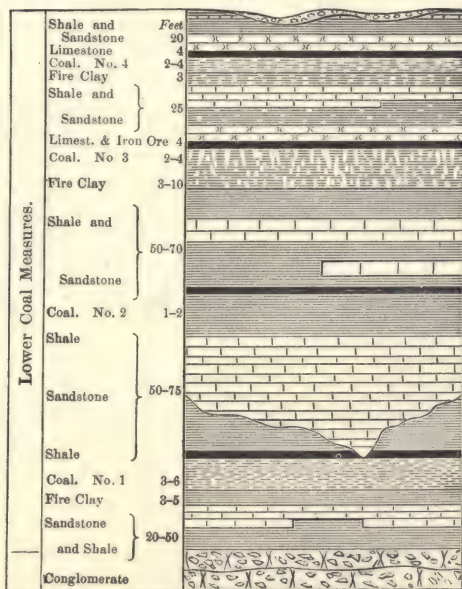 Lower Coal Measures.
Shale and Feet
Sandstone 20
Limestone 4
Coal. No. 4 2-4
Fire Clay 3
Shale and
25
Sandstone
Limest. & Iron Ore 4
Coal. No 3 2-4
Fire Clay 3-10
Shale and
50-70
Sandstone
Coal. No. 2 1-2
Shale
Sandstone 50-75
Shale
Coal. No. 1 3-6
Fire Clay 3-5
Sandstone
20-50
and Shale
Conglomerate